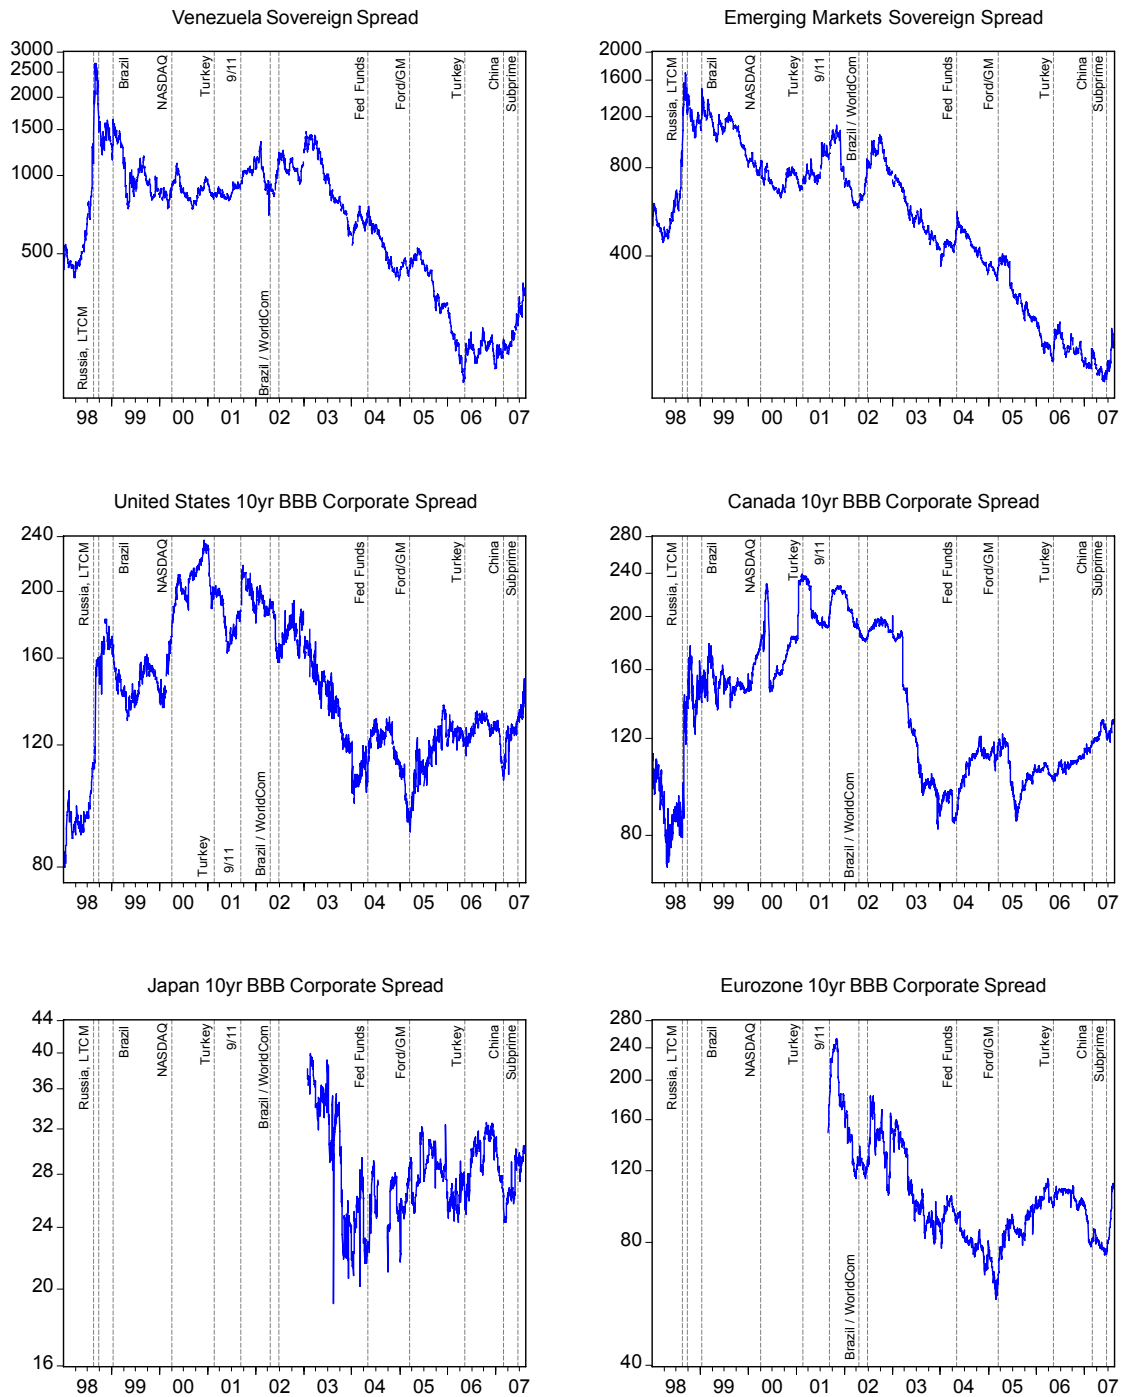 Venezuela Sovereign Spread
3000
2500
2000
1500
1000
500
Russia, LTCM
Brazil
NASDAQ
Turkey
9/11
Brazil / WorldCom
Fed Funds
Ford/GM
Turkey
China
Subprime
98 99 00 01 02 03 04 05 06 07
Emerging Markets Sovereign Spread
2000
1600
1200
800
400
Russia, LTCM
Brazil
NASDAQ
Turkey
9/11
Brazil / WorldCom
Fed Funds
Ford/GM
Turkey
China
Subprime
98 99 00 01 02 03 04 05 06 07
United States 10yr BBB Corporate Spread
240
200
160
120
80
Russia, LTCM
Brazil
NASDAQ
Turkey
9/11
Brazil / WorldCom
Fed Funds
Ford/GM
Turkey
China
Subprime
98 99 00 01 02 03 04 05 06 07
Canada 10yr BBB Corporate Spread
280
240
200
160
120
80
Russia, LTCM
Brazil
NASDAQ
Turkey
9/11
Brazil / WorldCom
Fed Funds
Ford/GM
Turkey
China
Subprime
98 99 00 01 02 03 04 05 06 07
Japan 10yr BBB Corporate Spread
44
40
36
32
28
24
20
16
Russia, LTCM
Brazil
NASDAQ
Turkey
9/11
Brazil / WorldCom
Fed Funds
Ford/GM
Turkey
China
Subprime
98 99 00 01 02 03 04 05 06 07
Eurozone 10yr BBB Corporate Spread
280
240
200
160
120
80
40
Russia, LTCM
Brazil
NASDAQ
Turkey
9/11
Brazil / WorldCom
Fed Funds
Ford/GM
Turkey
China
Subprime
98 99 00 01 02 03 04 05 06 07